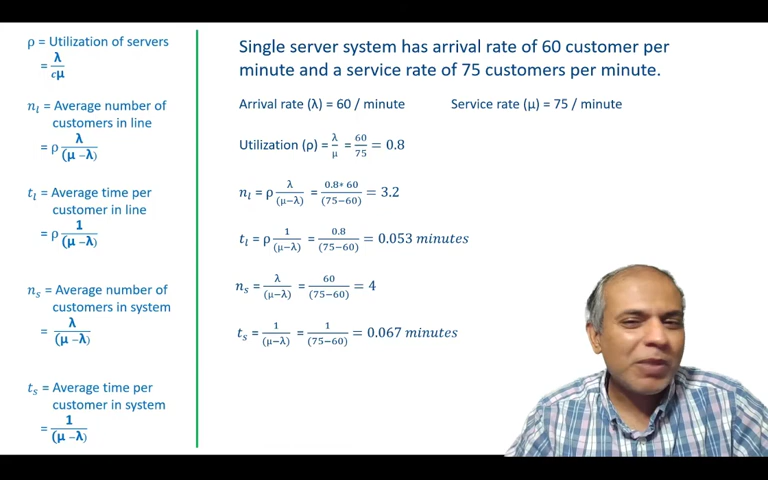 ρ = Utilization of servers
= λ / cμ
n_l = Average number of
customers in line
= ρ λ / (μ −λ)
t_l = Average time per
customer in line
= ρ 1 / (μ −λ)
n_s = Average number of
customers in system
= λ / (μ −λ)
t_s = Average time per
customer in system
= 1 / (μ −λ)
Single server system has arrival rate of 60 customer per
minute and a service rate of 75 customers per minute.
Arrival rate (λ) = 60 / minute Service rate (μ) = 75 / minute
Utilization (ρ) = λ / μ = 60 / 75 = 0.8
n_l = ρ λ / (μ−λ) = 0.8∗ 60 / (75−60) = 3.2
t_l = ρ 1 / (μ−λ) = 0.8 / (75−60) = 0.053 minutes
n_s = λ / (μ−λ) = 60 / (75−60) = 4
t_s = 1 / (μ−λ) = 1 / (75−60) = 0.067 minutes